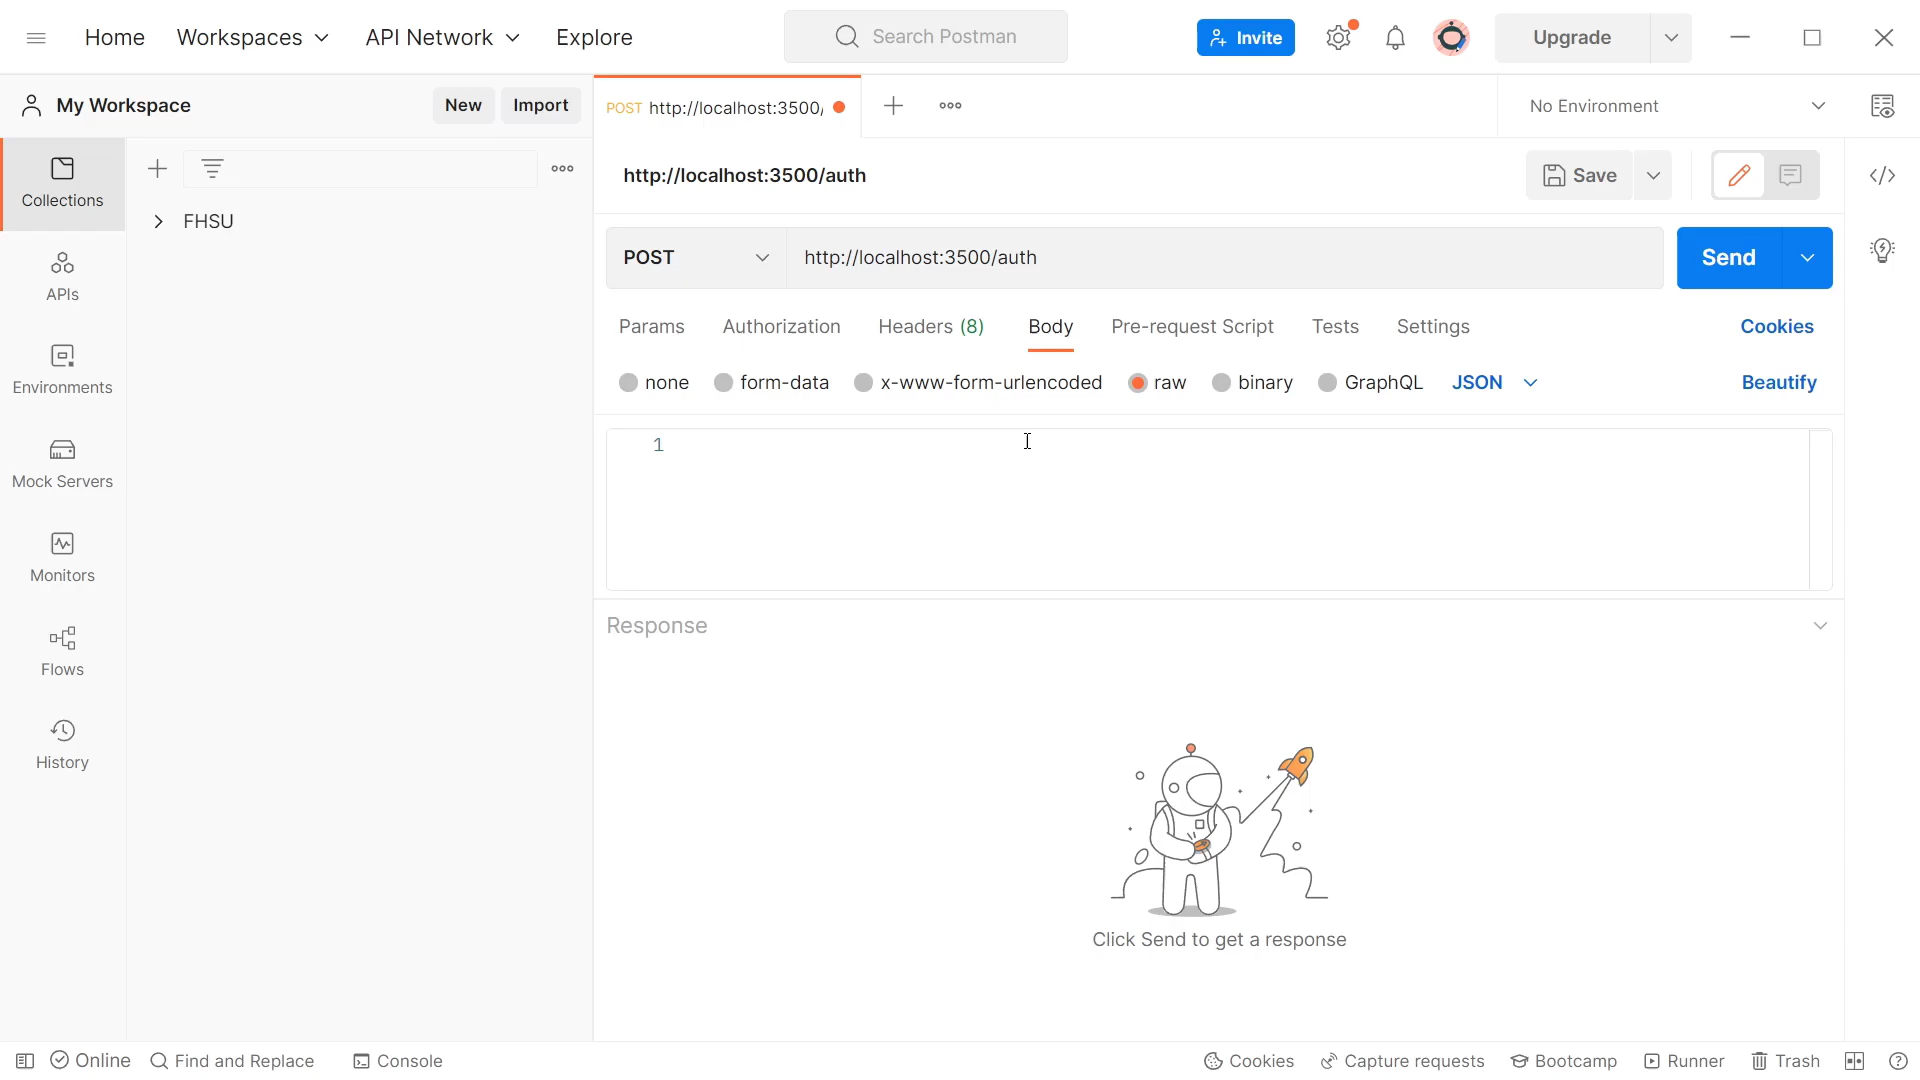 Home Workspaces API Network Explore Search Postman Invite Upgrade
My Workspace New Import POST http://localhost:3500/ No Environment
http://localhost:3500/auth Save
Collections
FHSU
POST http://localhost:3500/auth Send
APIs
Params Authorization Headers (8) Body Pre-request Script Tests Settings Cookies
Environments
none form-data x-www-form-urlencoded raw binary GraphQL JSON Beautify
1
Mock Servers
Monitors
Response
Flows
History
Click Send to get a response
Online Find and Replace Console Cookies Capture requests Bootcamp Runner Trash